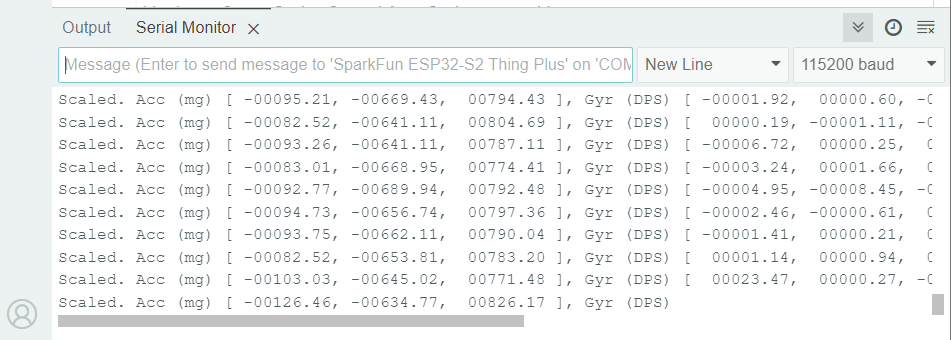 Output Serial Monitor
Message (Enter to send message to 'SparkFun ESP32-S2 Thing Plus' on 'COM New Line 115200 baud
Scaled. Acc (mg) [ -00095.21, -00669.43,  00794.43 ], Gyr (DPS) [ -00001.92,  00000.60, -0
Scaled. Acc (mg) [ -00082.52, -00641.11,  00804.69 ], Gyr (DPS) [  00000.19, -00001.11, -0
Scaled. Acc (mg) [ -00093.26, -00641.11,  00787.11 ], Gyr (DPS) [ -00006.72,  00000.25,  0
Scaled. Acc (mg) [ -00083.01, -00668.95,  00774.41 ], Gyr (DPS) [ -00003.24,  00001.66,  0
Scaled. Acc (mg) [ -00092.77, -00689.94,  00792.48 ], Gyr (DPS) [ -00004.95, -00008.45, -0
Scaled. Acc (mg) [ -00094.73, -00656.74,  00797.36 ], Gyr (DPS) [ -00002.46, -00000.61,  0
Scaled. Acc (mg) [ -00093.75, -00662.11,  00790.04 ], Gyr (DPS) [ -00001.41,  00000.21,  0
Scaled. Acc (mg) [ -00082.52, -00653.81,  00783.20 ], Gyr (DPS) [  00001.14,  00000.94,  0
Scaled. Acc (mg) [ -00103.03, -00645.02,  00771.48 ], Gyr (DPS) [  00023.47,  00000.27, -0
Scaled. Acc (mg) [ -00126.46, -00634.77,  00826.17 ], Gyr (DPS)